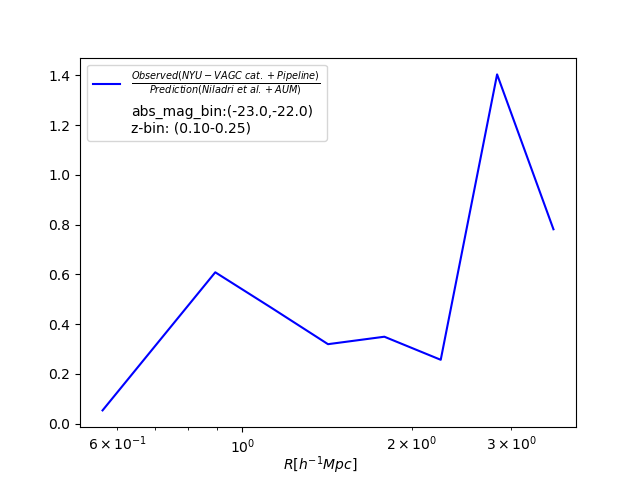 Observed(NYU−VAGC cat. +Pipeline)
Prediction(Niladri et al. +AUM)
abs_mag_bin:(-23.0,-22.0)
z-bin: (0.10-0.25)
1.4
1.2
1.0
0.8
0.6
0.4
0.2
0.0
6×10⁻¹ 10⁰ 2×10⁰ 3×10⁰
R[h⁻¹Mpc]